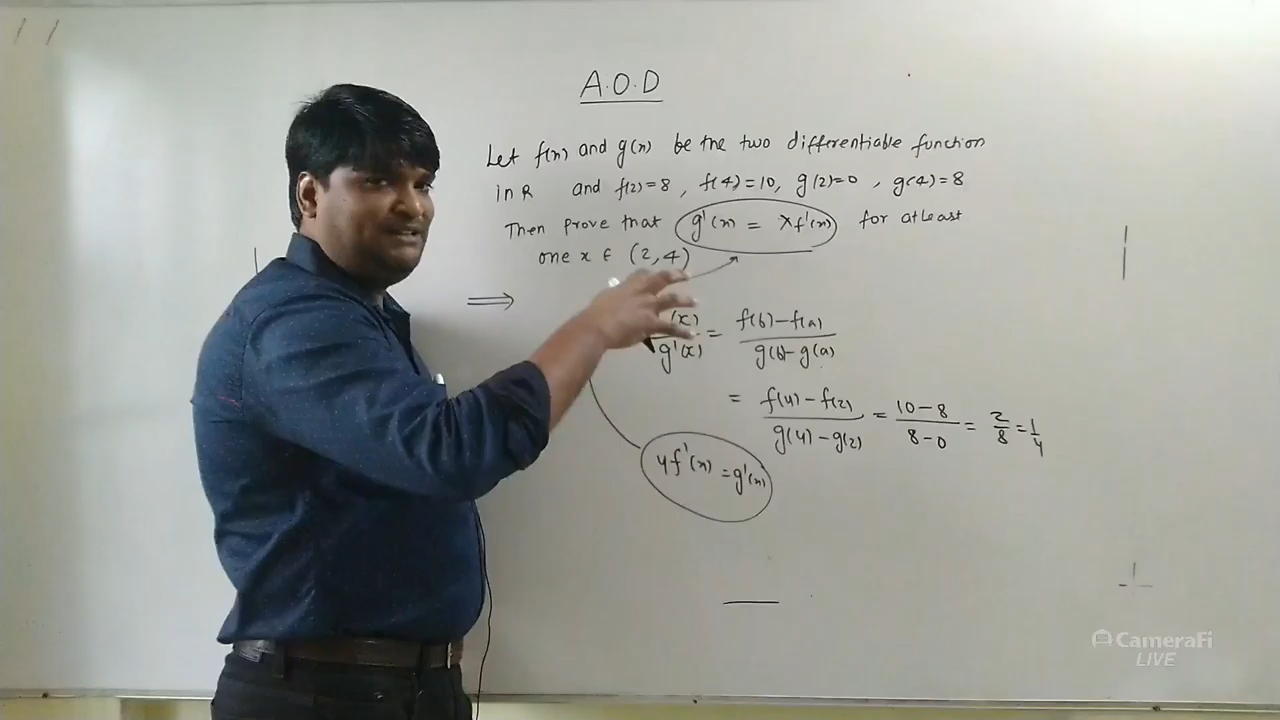 A.O.D
Let f(x) and g(x) be the two differentiable function
in R and f(2)=8 , f(4)=10, g(2)=0 , g(4)=8
Then prove that g'(x) = λf'(x) for atleast
one x ∈ (2,4)
⟹
(x)/g'(x) = f(b)-f(a)/g(b)-g(a)
= f(4)-f(2)/g(4)-g(2) = 10-8/8-0 = 2/8 = 1/4
4f'(x) = g'(x)
CameraFi
LIVE